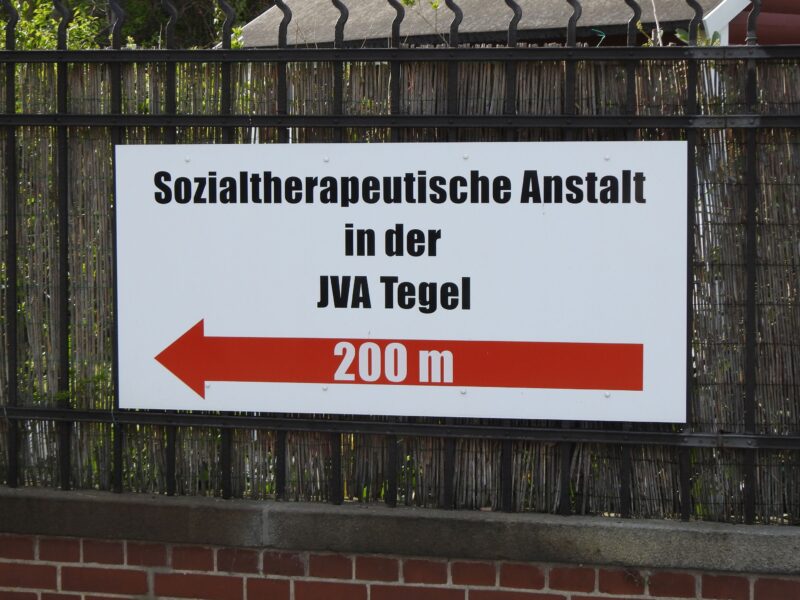 Sozialtherapeutische Anstalt
in der
JVA Tegel
200 m